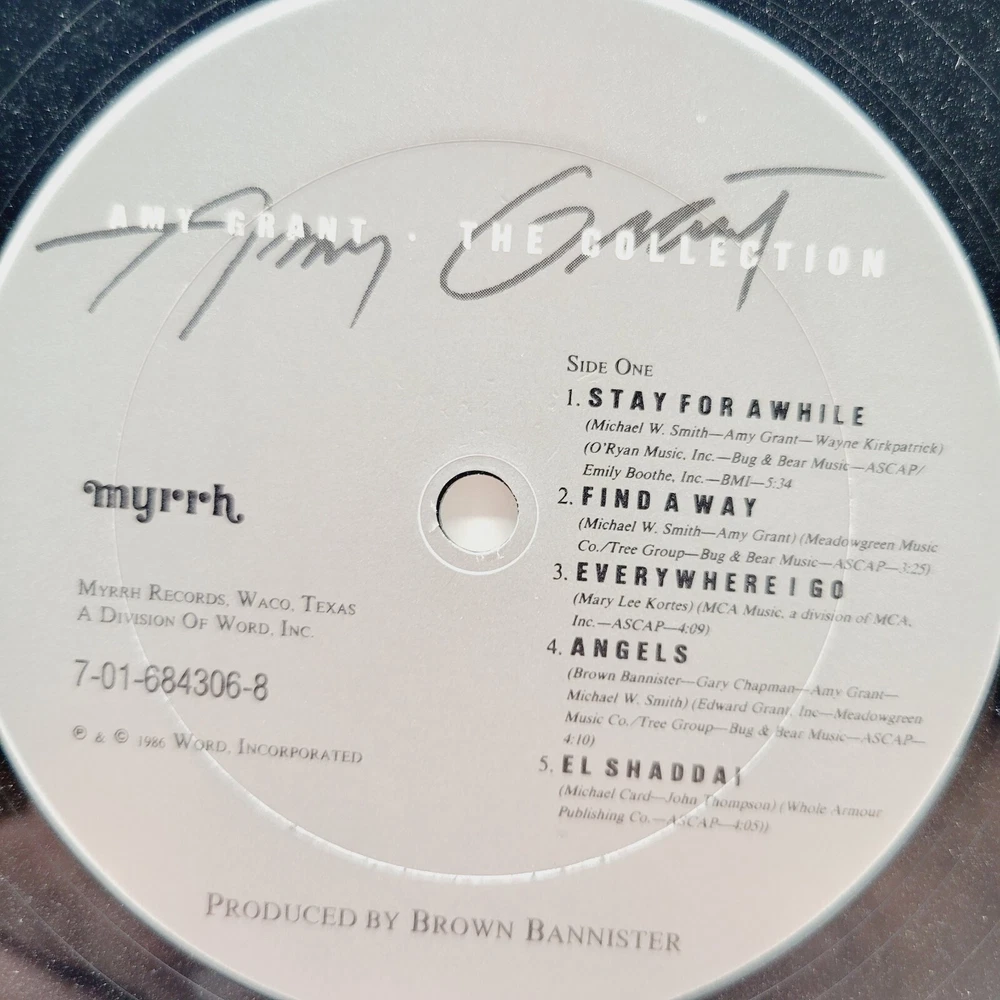 AMY GRANT · THE COLLECTION
Amy Grant
SIDE ONE
1. STAY FOR AWHILE
(Michael W. Smith—Amy Grant—Wayne Kirkpatrick)
(O'Ryan Music, Inc.—Bug & Bear Music—ASCAP/
Emily Boothe, Inc.—BMI—5:34
2. FIND A WAY
(Michael W. Smith—Amy Grant) (Meadowgreen Music
Co./Tree Group—Bug & Bear Music—ASCAP—3:25)
3. EVERYWHERE I GO
(Mary Lee Kortes) (MCA Music, a division of MCA,
Inc.—ASCAP—4:09)
4. ANGELS
(Brown Bannister—Gary Chapman—Amy Grant—
Michael W. Smith) (Edward Grant, Inc—Meadowgreen
Music Co./Tree Group—Bug & Bear Music—ASCAP—
4:10)
5. EL SHADDAI
(Michael Card—John Thompson) (Whole Armour
Publishing Co.—ASCAP—4:05))
myrrh
MYRRH RECORDS, WACO, TEXAS
A DIVISION OF WORD, INC.
7-01-684306-8
℗ & © 1986 WORD, INCORPORATED
PRODUCED BY BROWN BANNISTER